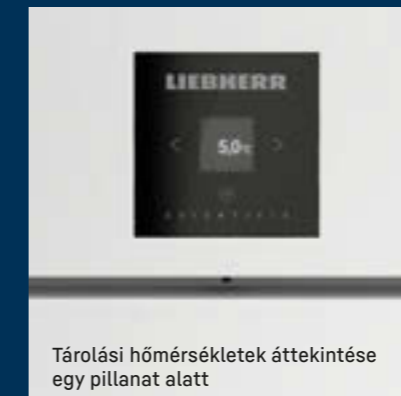 LIEBHERR
5,0°C
Tárolási hőmérsékletek áttekintése
egy pillanat alatt